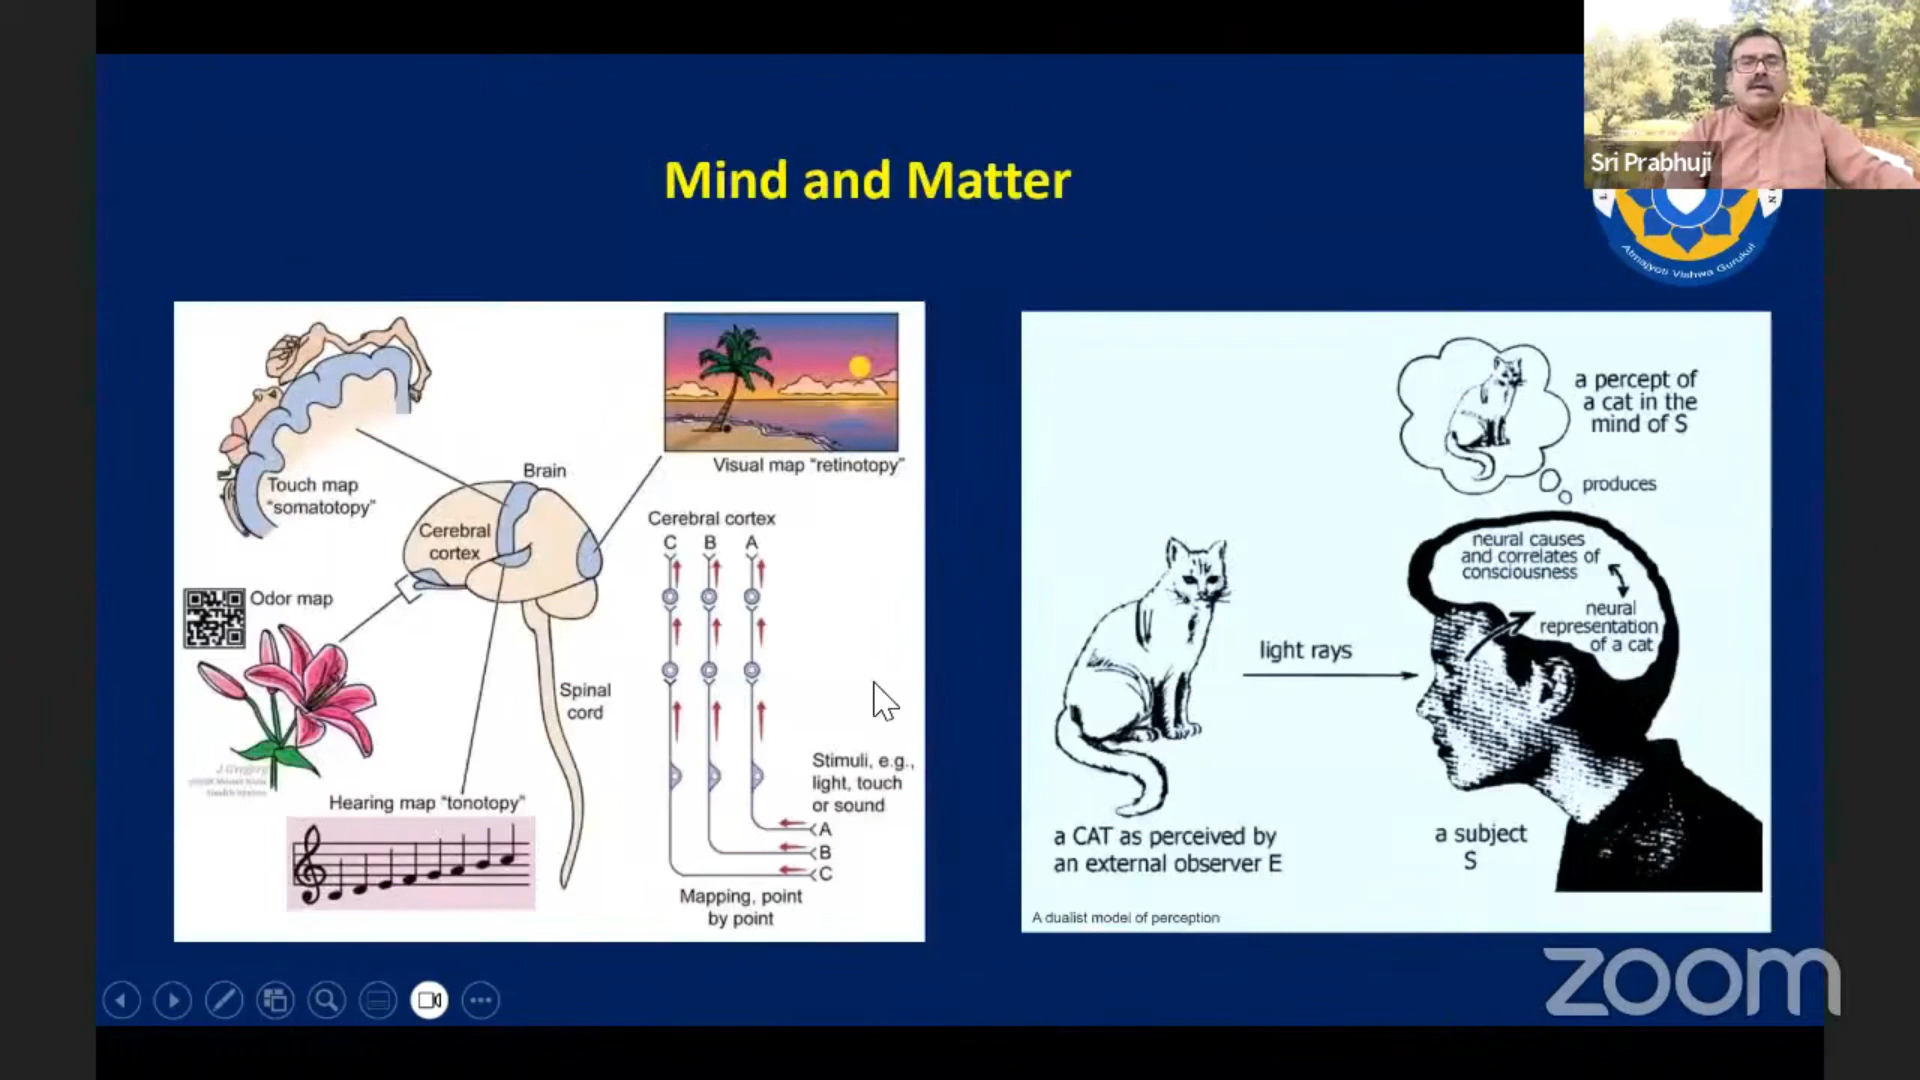 Sri Prabhuji
Mind and Matter
Atmajyoti Vishwa Gurukul
Touch map
"somatotopy"
Brain
Cerebral
cortex
Visual map "retinotopy"
Cerebral cortex
C B A
Odor map
Spinal
cord
Stimuli, e.g.,
light, touch
or sound
A
B
C
Hearing map "tonotopy"
Mapping, point
by point
a percept of
a cat in the
mind of S
produces
neural causes
and correlates of
consciousness
neural
representation
of a cat
light rays
a CAT as perceived by
an external observer E
a subject
S
A dualist model of perception
zoom